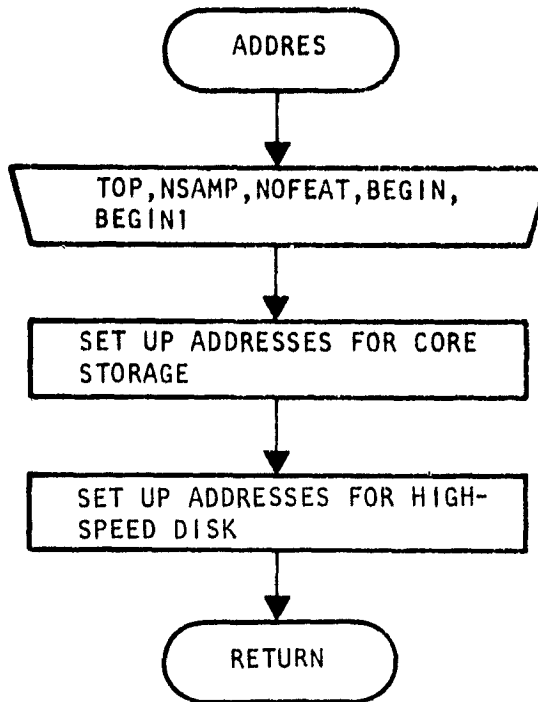 ADDRES
TOP,NSAMP,NOFEAT,BEGIN,
BEGIN1
SET UP ADDRESSES FOR CORE
STORAGE
SET UP ADDRESSES FOR HIGH-
SPEED DISK
RETURN